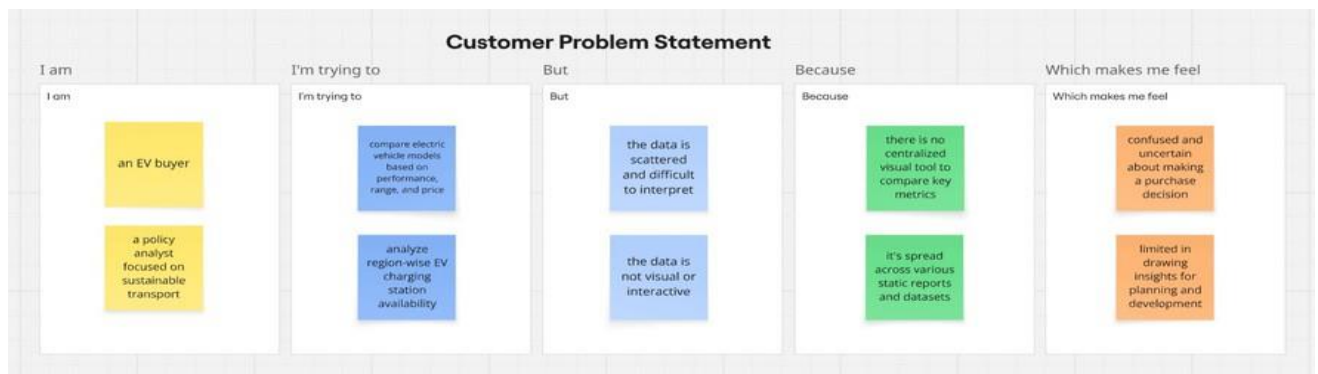 Customer Problem Statement
I am
I'm trying to
But
Because
Which makes me feel
I am
I'm trying to
But
Because
Which makes me feel
an EV buyer
compare electric
vehicle models
based on
performance,
range, and price
the data is
scattered
and difficult
to interpret
there is no
centralized
visual tool to
compare key
metrics
confused and
uncertain
about making
a purchase
decision
a policy
analyst
focused on
sustainable
transport
analyze
region-wise EV
charging
station
availability
the data is
not visual or
interactive
it's spread
across various
static reports
and datasets
limited in
drawing
insights for
planning and
development